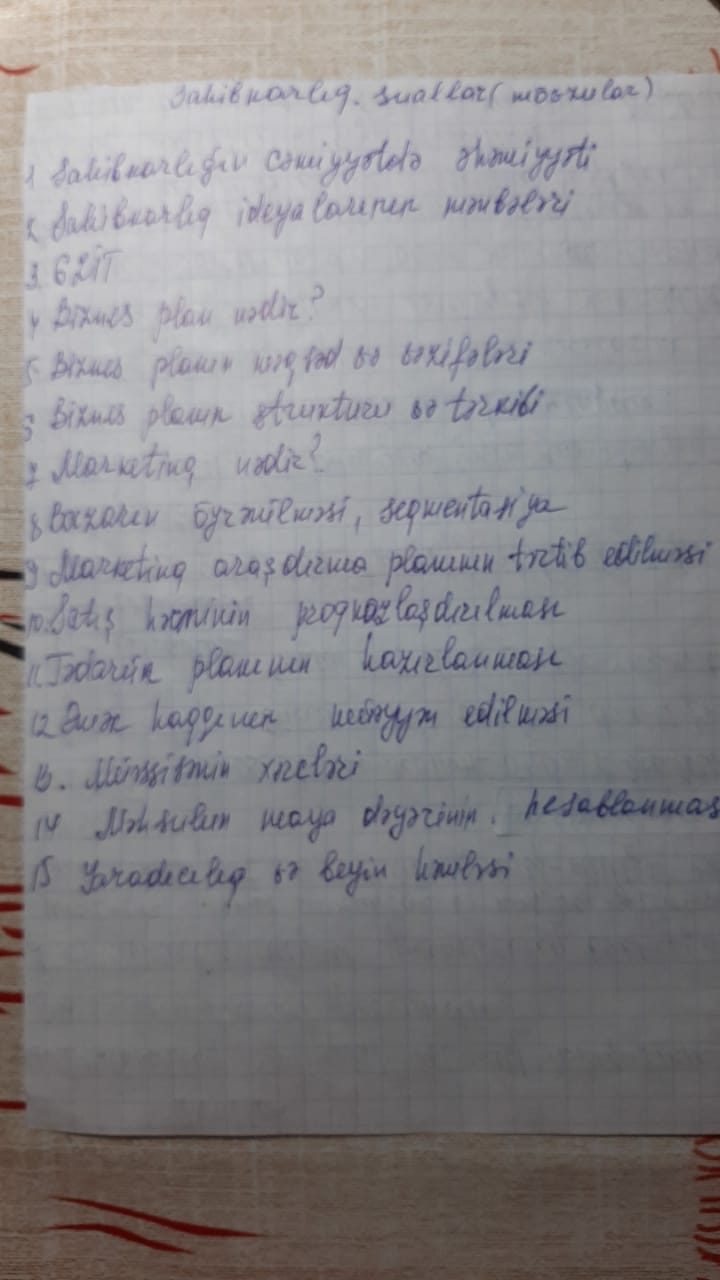 Sahibkarlıq. suallar (mövzular)
1 Sahibkarlığın cəmiyyətdə əhəmiyyəti
2 Sahibkarlıq ideyalarının mənbələri
3. GZİT
4 Biznes plan nədir?
5 Biznes planın məqsəd və vəzifələri
6 Biznes planın strukturu və tərkibi
7 Marketinq nədir?
8 Bazarın öyrənilməsi, seqmentasiya
9 Marketinq araşdırma planının tərtib edilməsi
10. Satış həcminin proqnozlaşdırılması
11. Tədarük planının hazırlanması
12 Əmək haqqının müəyyən edilməsi
13. Müəssisənin xərcləri
14 Məhsulun maya dəyərinin. hesablanmas
15 Yaradıcılıq və beyin həmləsi